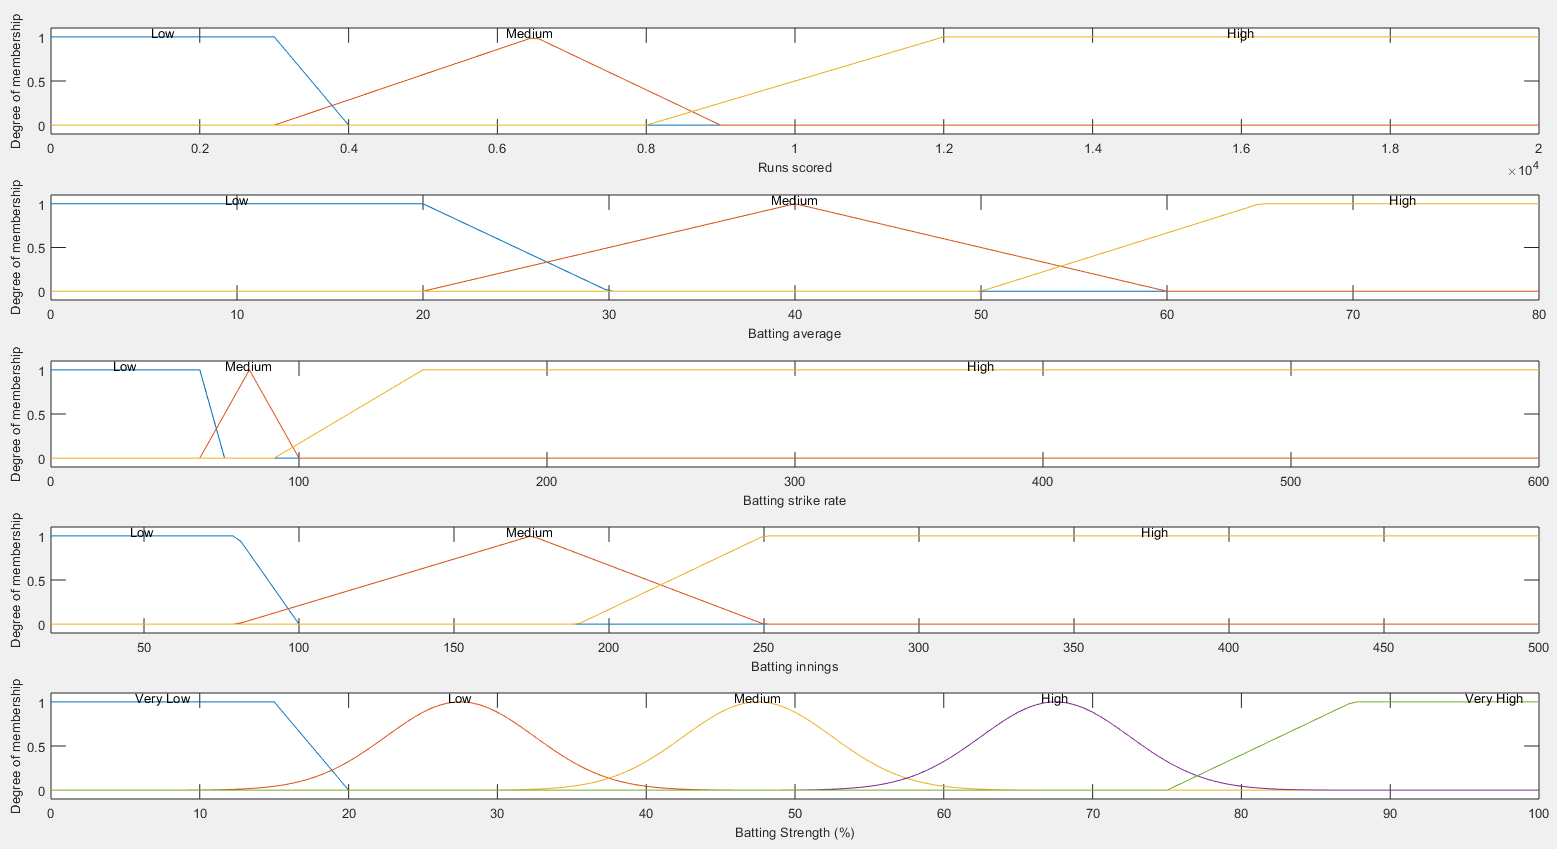 Low Medium High
Degree of membership
1
0.5
0
0 0.2 0.4 0.6 0.8 1 1.2 1.4 1.6 1.8 2
Runs scored
×10^4
Low Medium High
Degree of membership
1
0.5
0
0 10 20 30 40 50 60 70 80
Batting average
Low Medium High
Degree of membership
1
0.5
0
0 100 200 300 400 500 600
Batting strike rate
Low Medium High
Degree of membership
1
0.5
0
50 100 150 200 250 300 350 400 450 500
Batting innings
Very Low Low Medium High Very High
Degree of membership
1
0.5
0
0 10 20 30 40 50 60 70 80 90 100
Batting Strength (%)